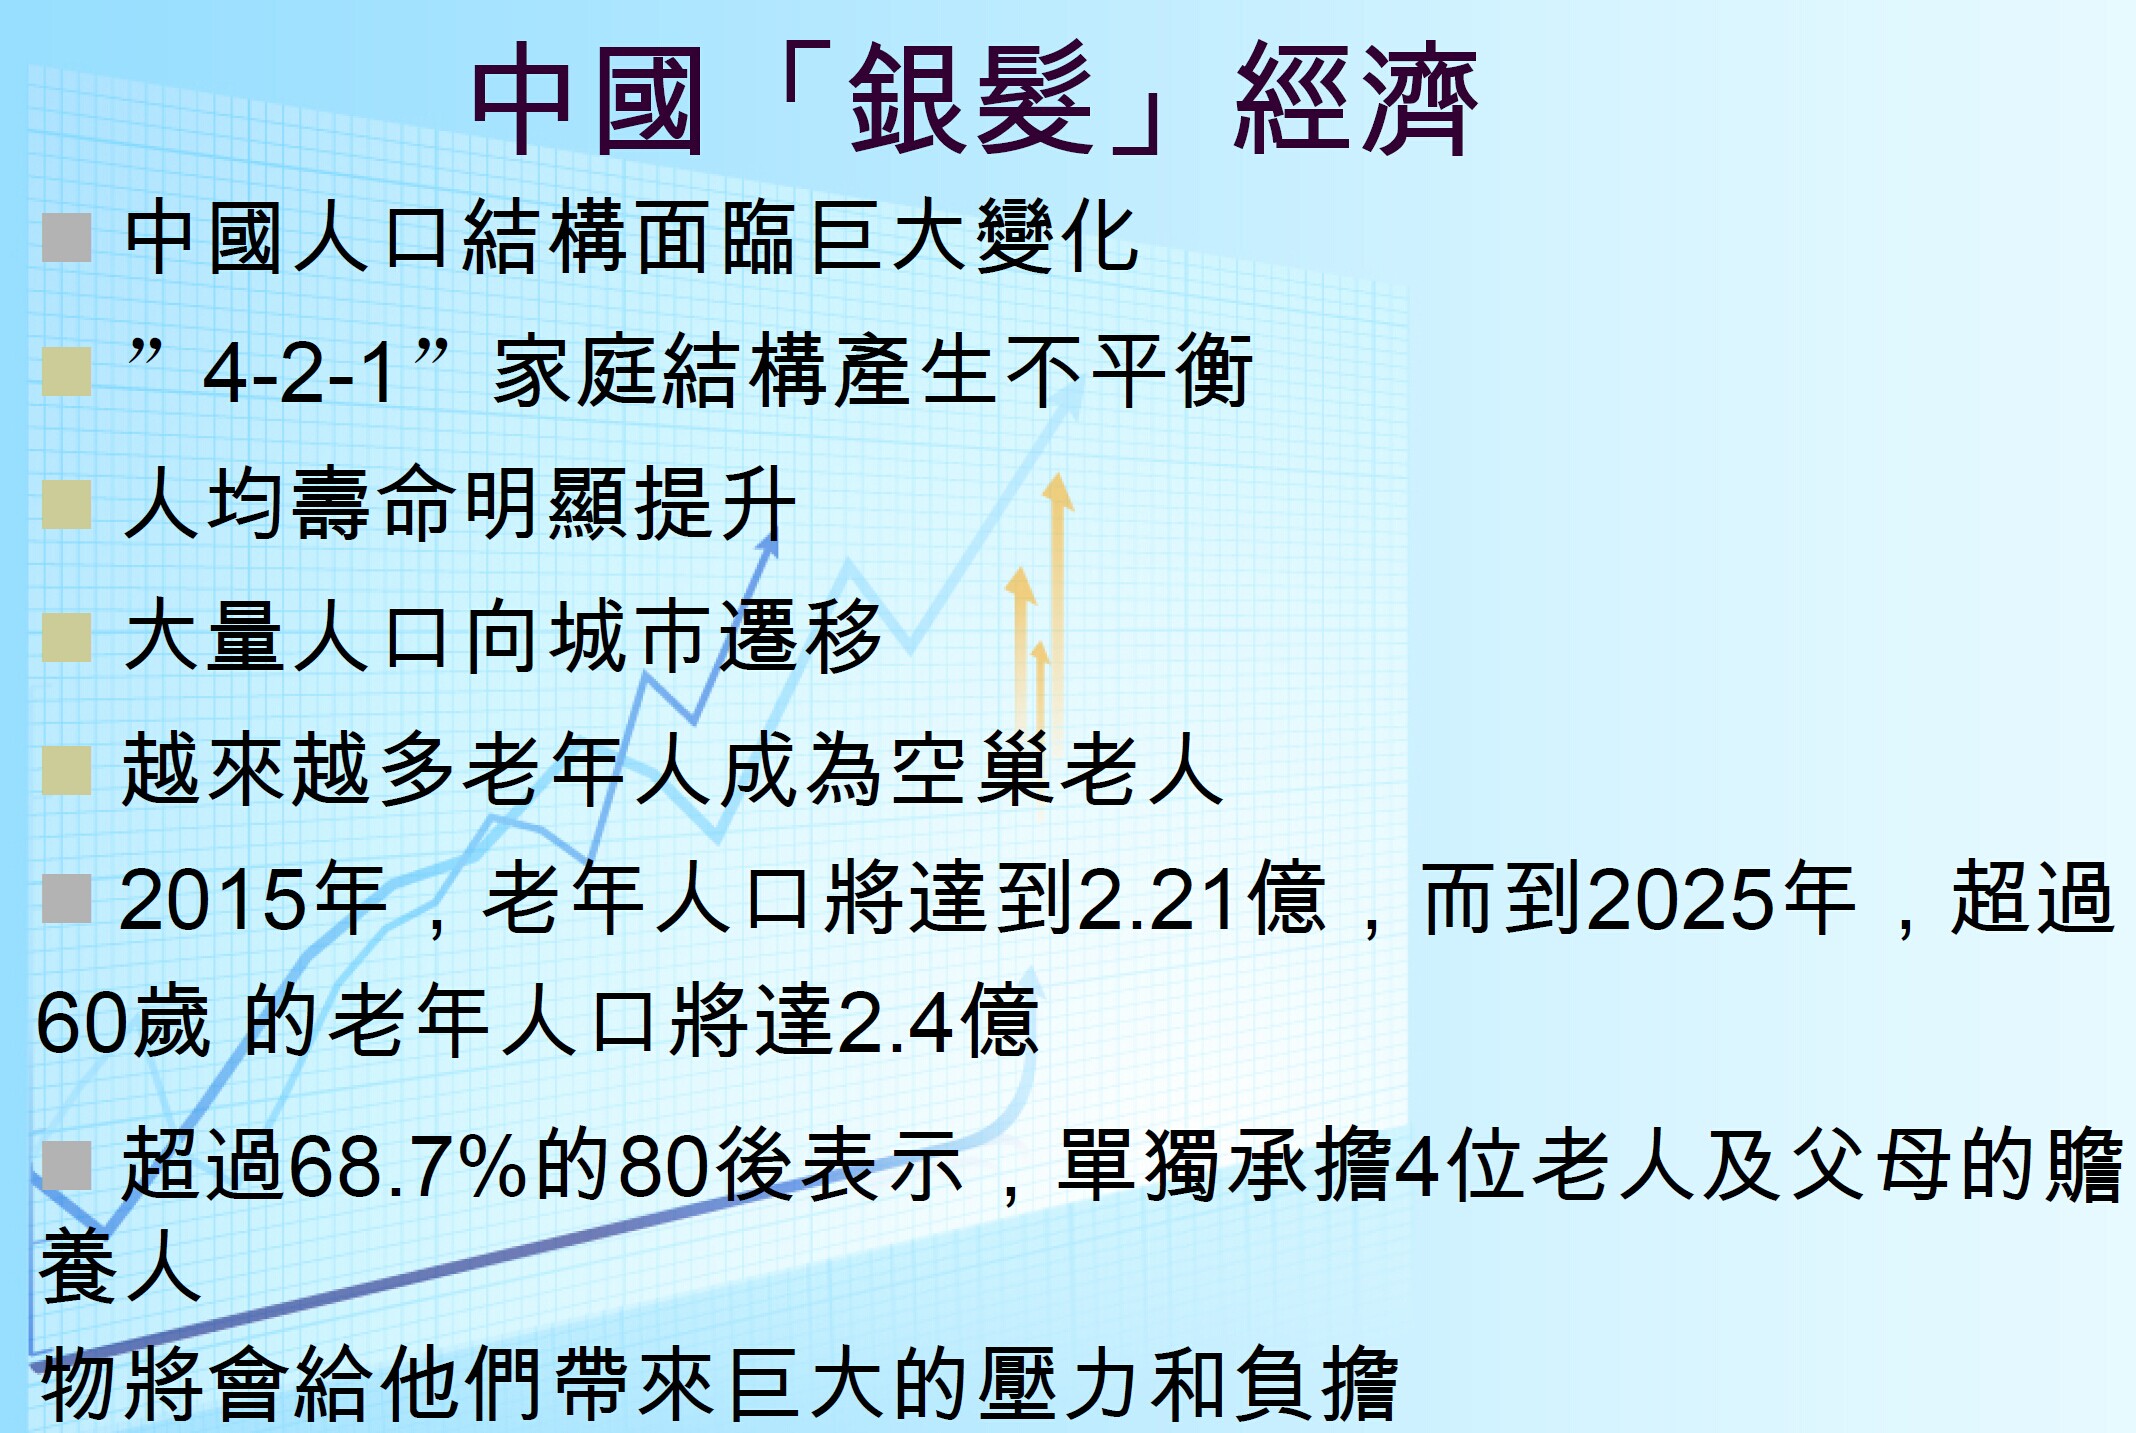 中國「銀髮」經濟
中國人口結構面臨巨大變化
”4-2-1”家庭結構產生不平衡
人均壽命明顯提升
大量人口向城市遷移
越來越多老年人成為空巢老人
2015年，老年人口將達到2.21億，而到2025年，超過
60歲 的老年人口將達2.4億
超過68.7%的80後表示，單獨承擔4位老人及父母的贍
養人
物將會給他們帶來巨大的壓力和負擔